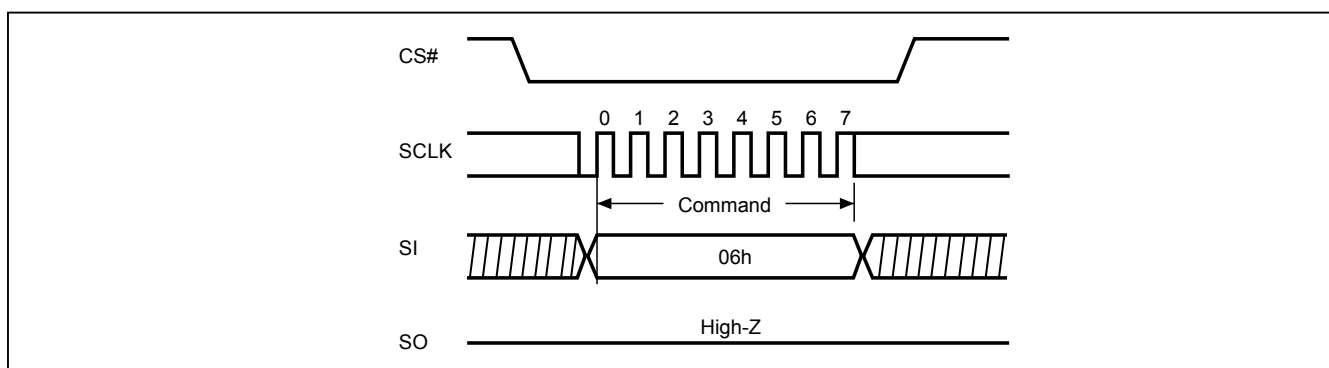 CS#
0 1 2 3 4 5 6 7
SCLK
Command
SI
06h
High-Z
SO